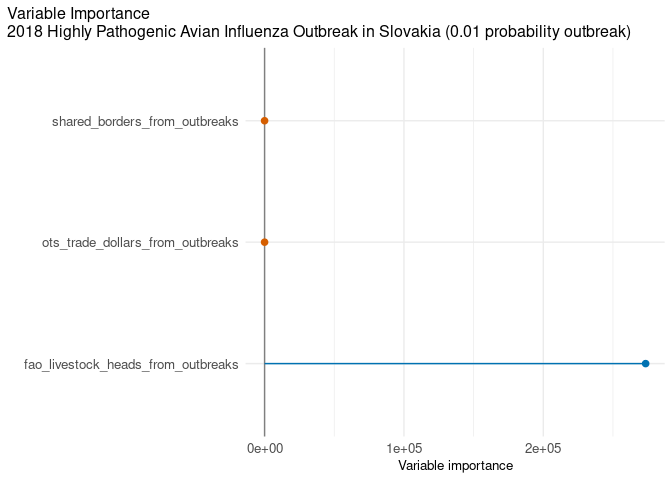 Variable Importance
2018 Highly Pathogenic Avian Influenza Outbreak in Slovakia (0.01 probability outbreak)
shared_borders_from_outbreaks
ots_trade_dollars_from_outbreaks
fao_livestock_heads_from_outbreaks
0e+00 1e+05 2e+05
Variable importance